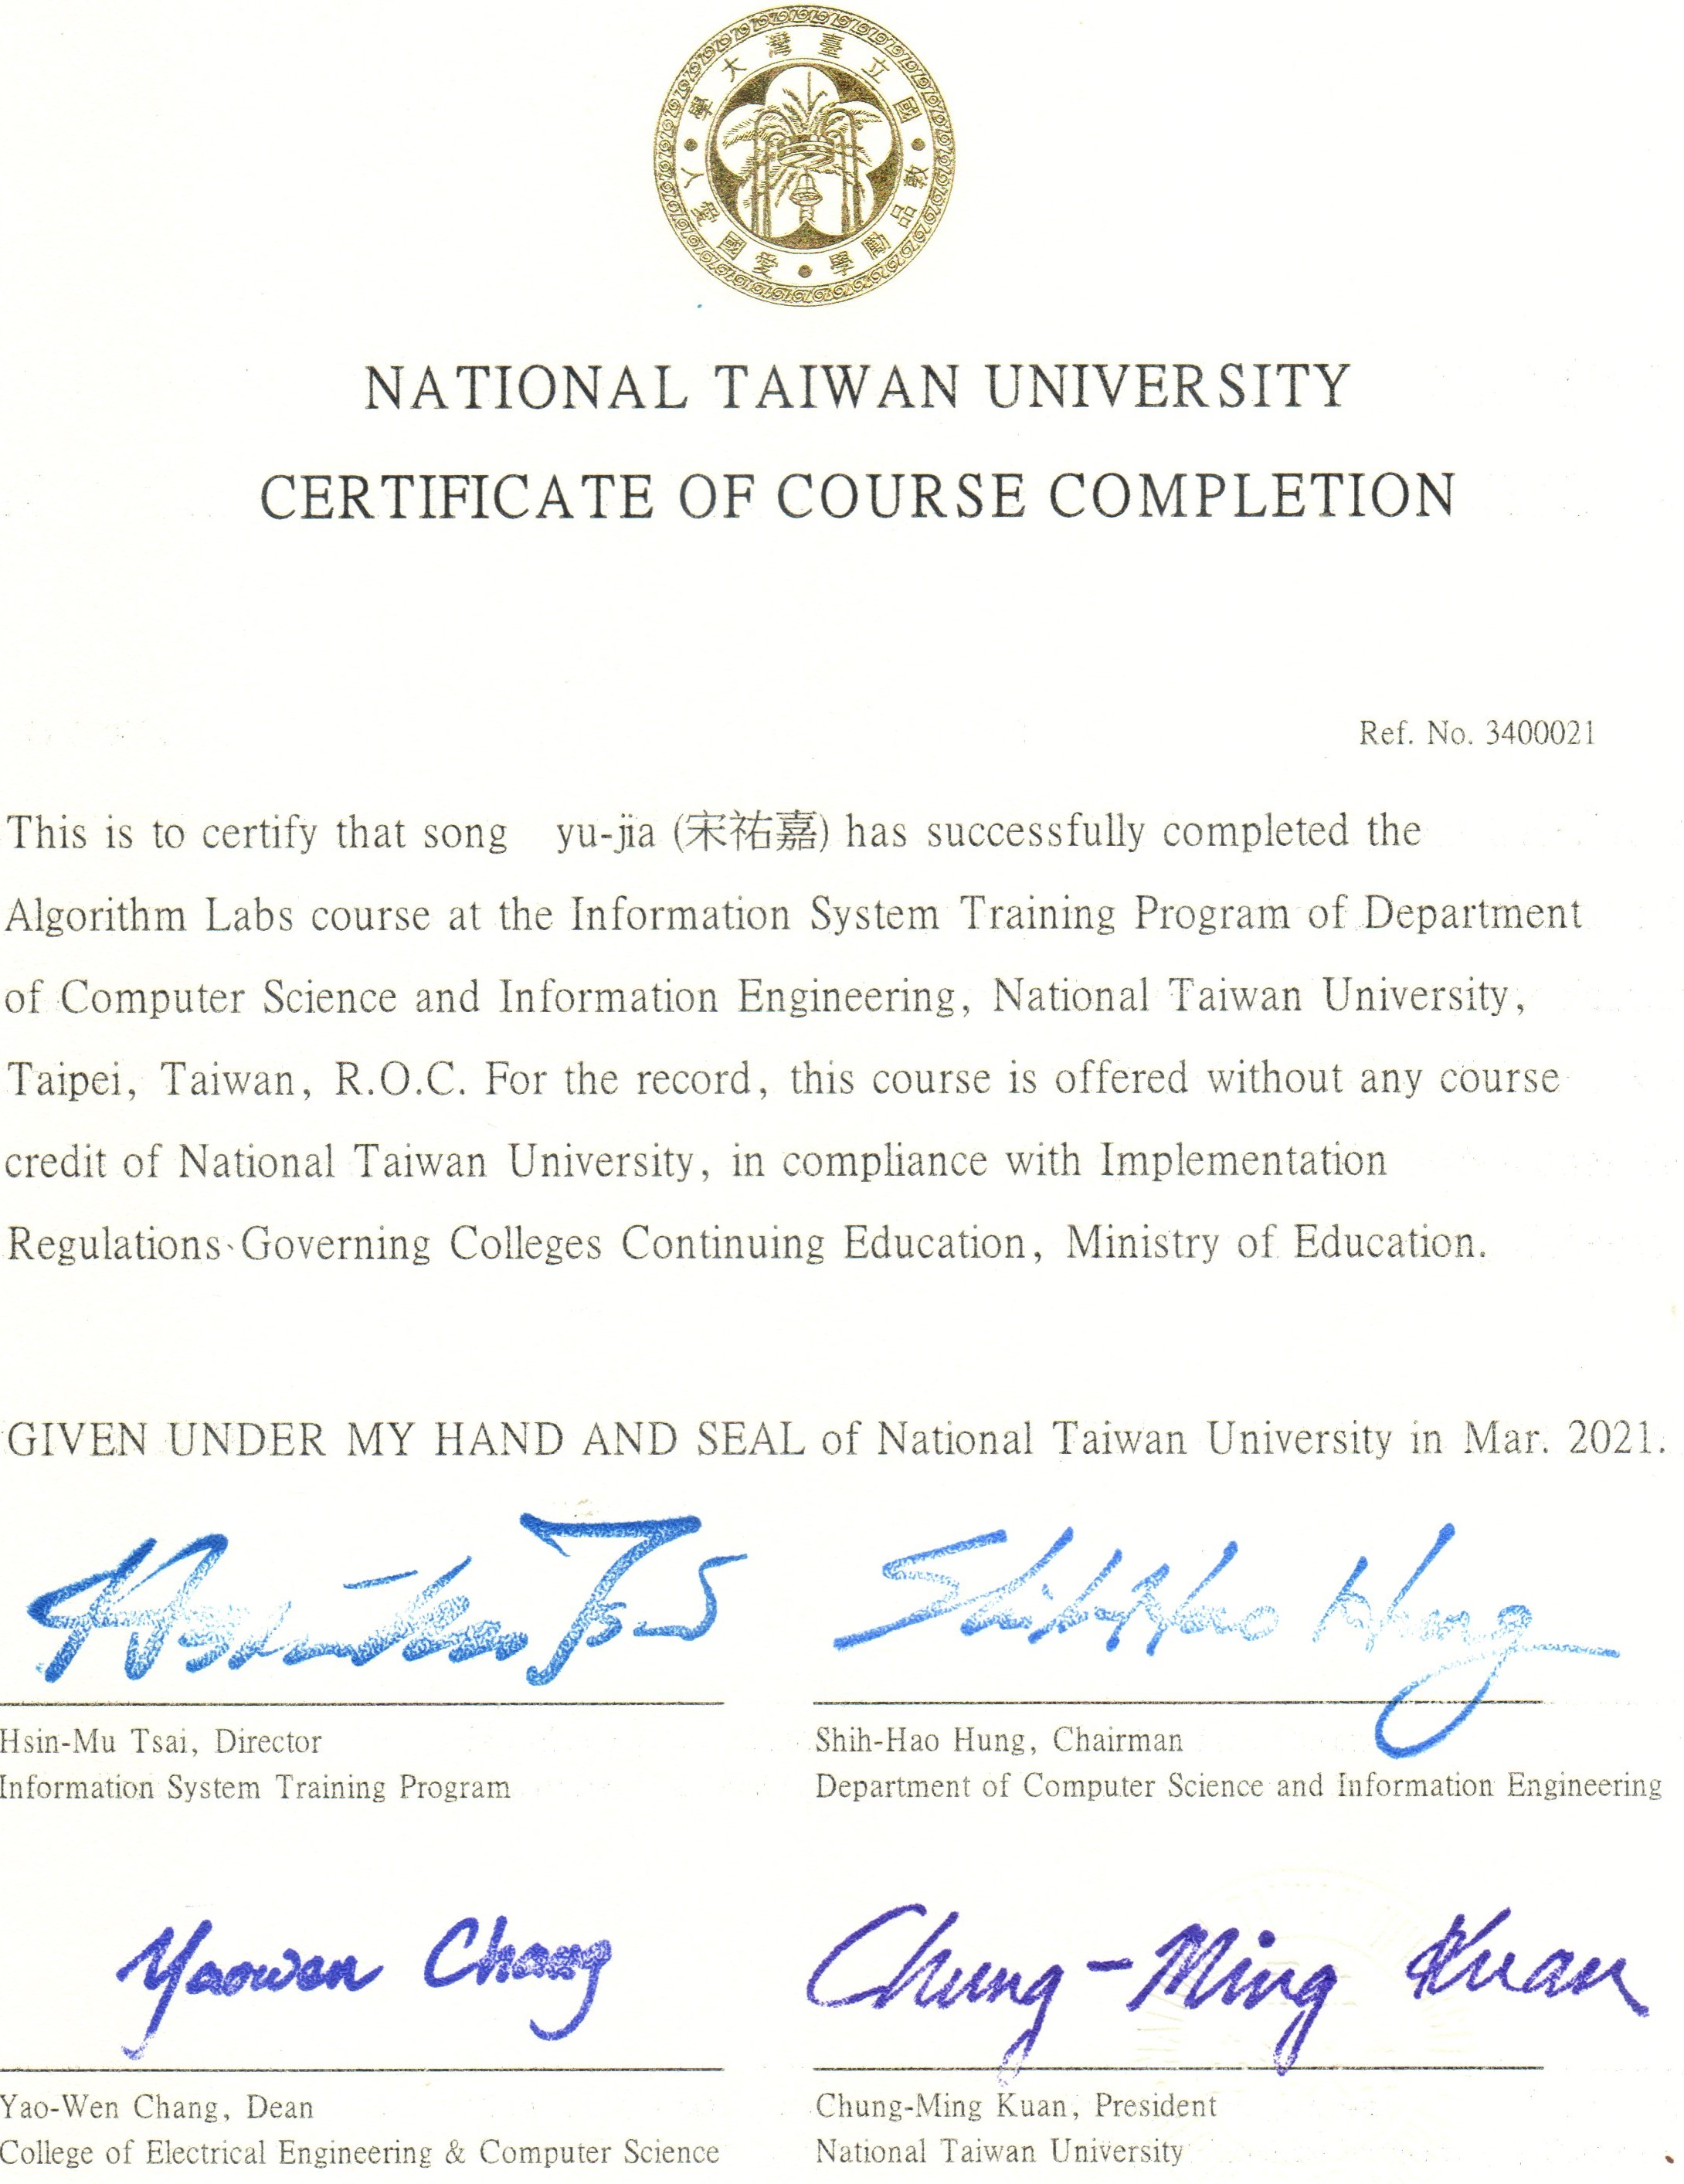 國立臺灣大學
敦品勵學 愛國愛人
NATIONAL TAIWAN UNIVERSITY
CERTIFICATE OF COURSE COMPLETION
Ref. No. 3400021
This is to certify that song yu-jia (宋祐嘉) has successfully completed the
Algorithm Labs course at the Information System Training Program of Department
of Computer Science and Information Engineering, National Taiwan University,
Taipei, Taiwan, R.O.C. For the record, this course is offered without any course
credit of National Taiwan University, in compliance with Implementation
Regulations Governing Colleges Continuing Education, Ministry of Education.
GIVEN UNDER MY HAND AND SEAL of National Taiwan University in Mar. 2021.
Hsin-Mu Tsai
Shih-Hao Hung
Hsin-Mu Tsai, Director
Information System Training Program
Shih-Hao Hung, Chairman
Department of Computer Science and Information Engineering
Yaowen Chang
Chung-Ming Kuan
Yao-Wen Chang, Dean
College of Electrical Engineering & Computer Science
Chung-Ming Kuan, President
National Taiwan University